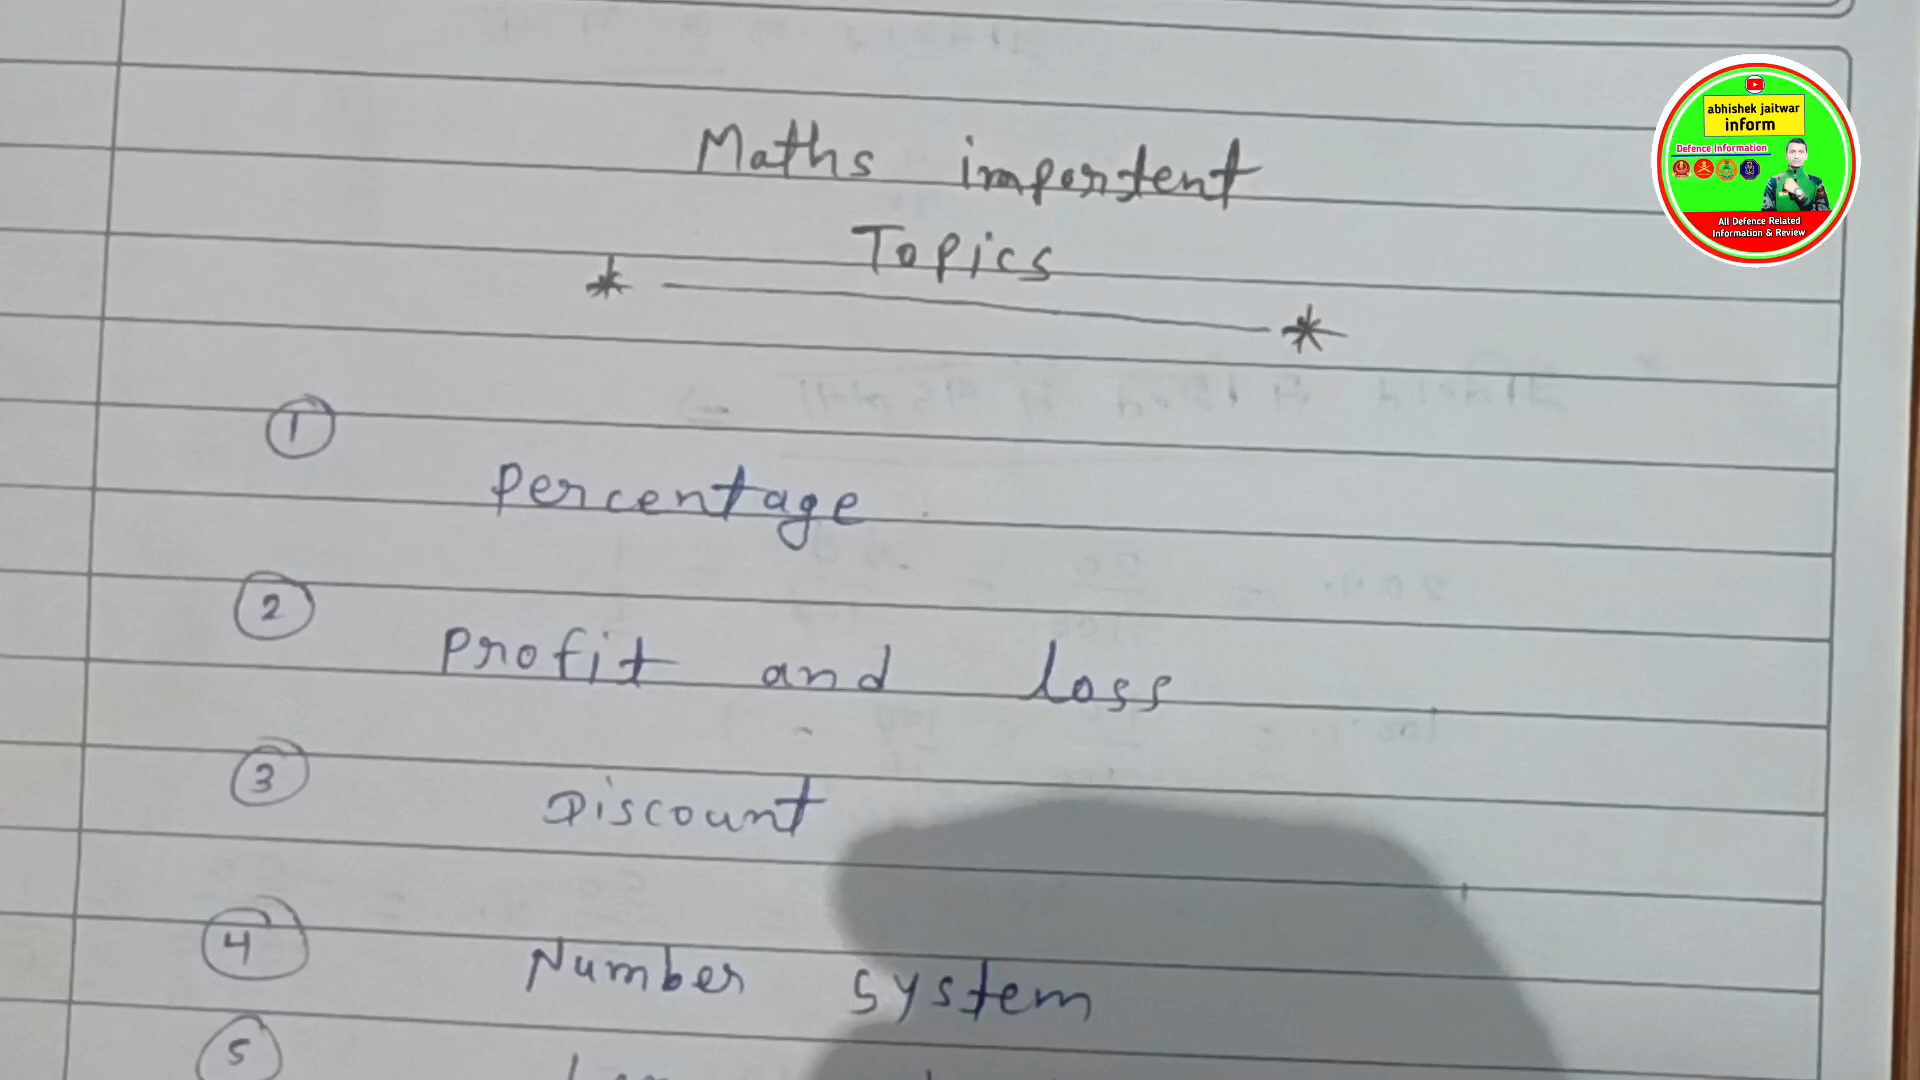 Maths importent
Topics
* ——— *
1
Percentage
2
Profit and loss
3
Discount
4
Number system
5
abhishek jaitwar
inform
Defence Information
All Defence Related
Information & Review